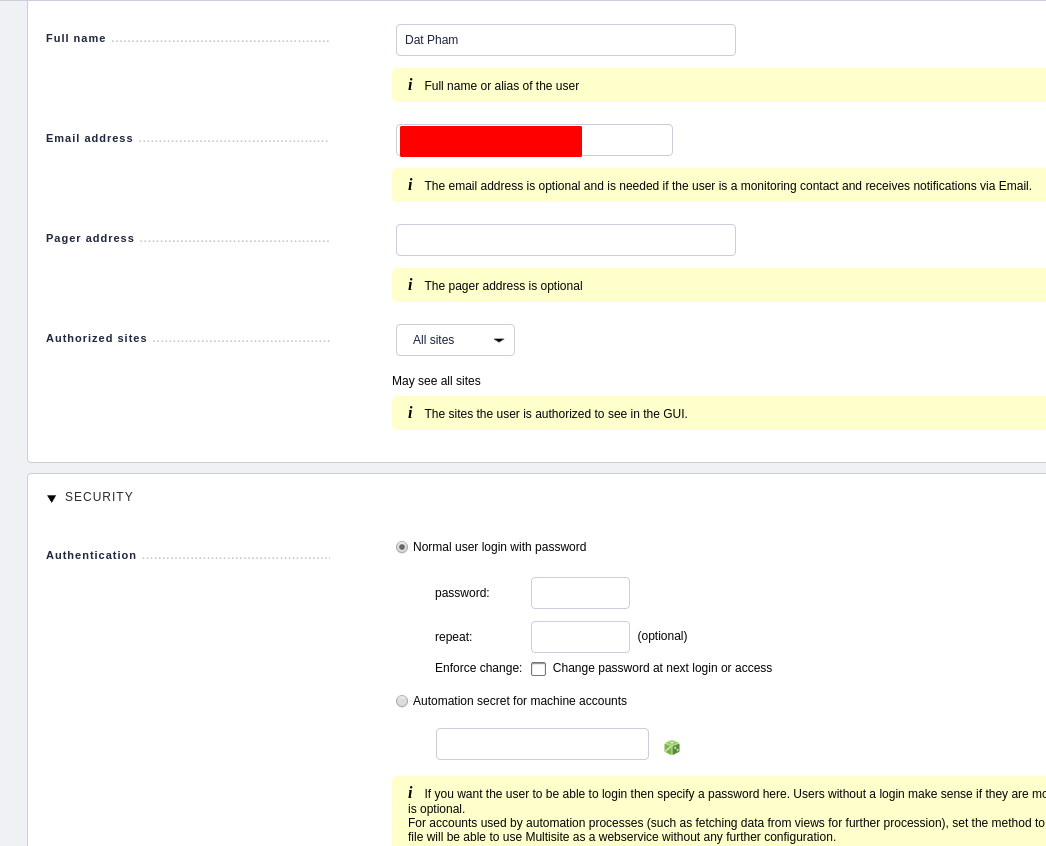 Full name
Dat Pham
i Full name or alias of the user
Email address
i The email address is optional and is needed if the user is a monitoring contact and receives notifications via Email.
Pager address
i The pager address is optional
Authorized sites
All sites
May see all sites
i The sites the user is authorized to see in the GUI.
SECURITY
Authentication
Normal user login with password
password:
repeat: (optional)
Enforce change: Change password at next login or access
Automation secret for machine accounts
i If you want the user to be able to login then specify a password here. Users without a login make sense if they are
is optional.
For accounts used by automation processes (such as fetching data from views for further procession), set the method to
file will be able to use Multisite as a webservice without any further configuration.